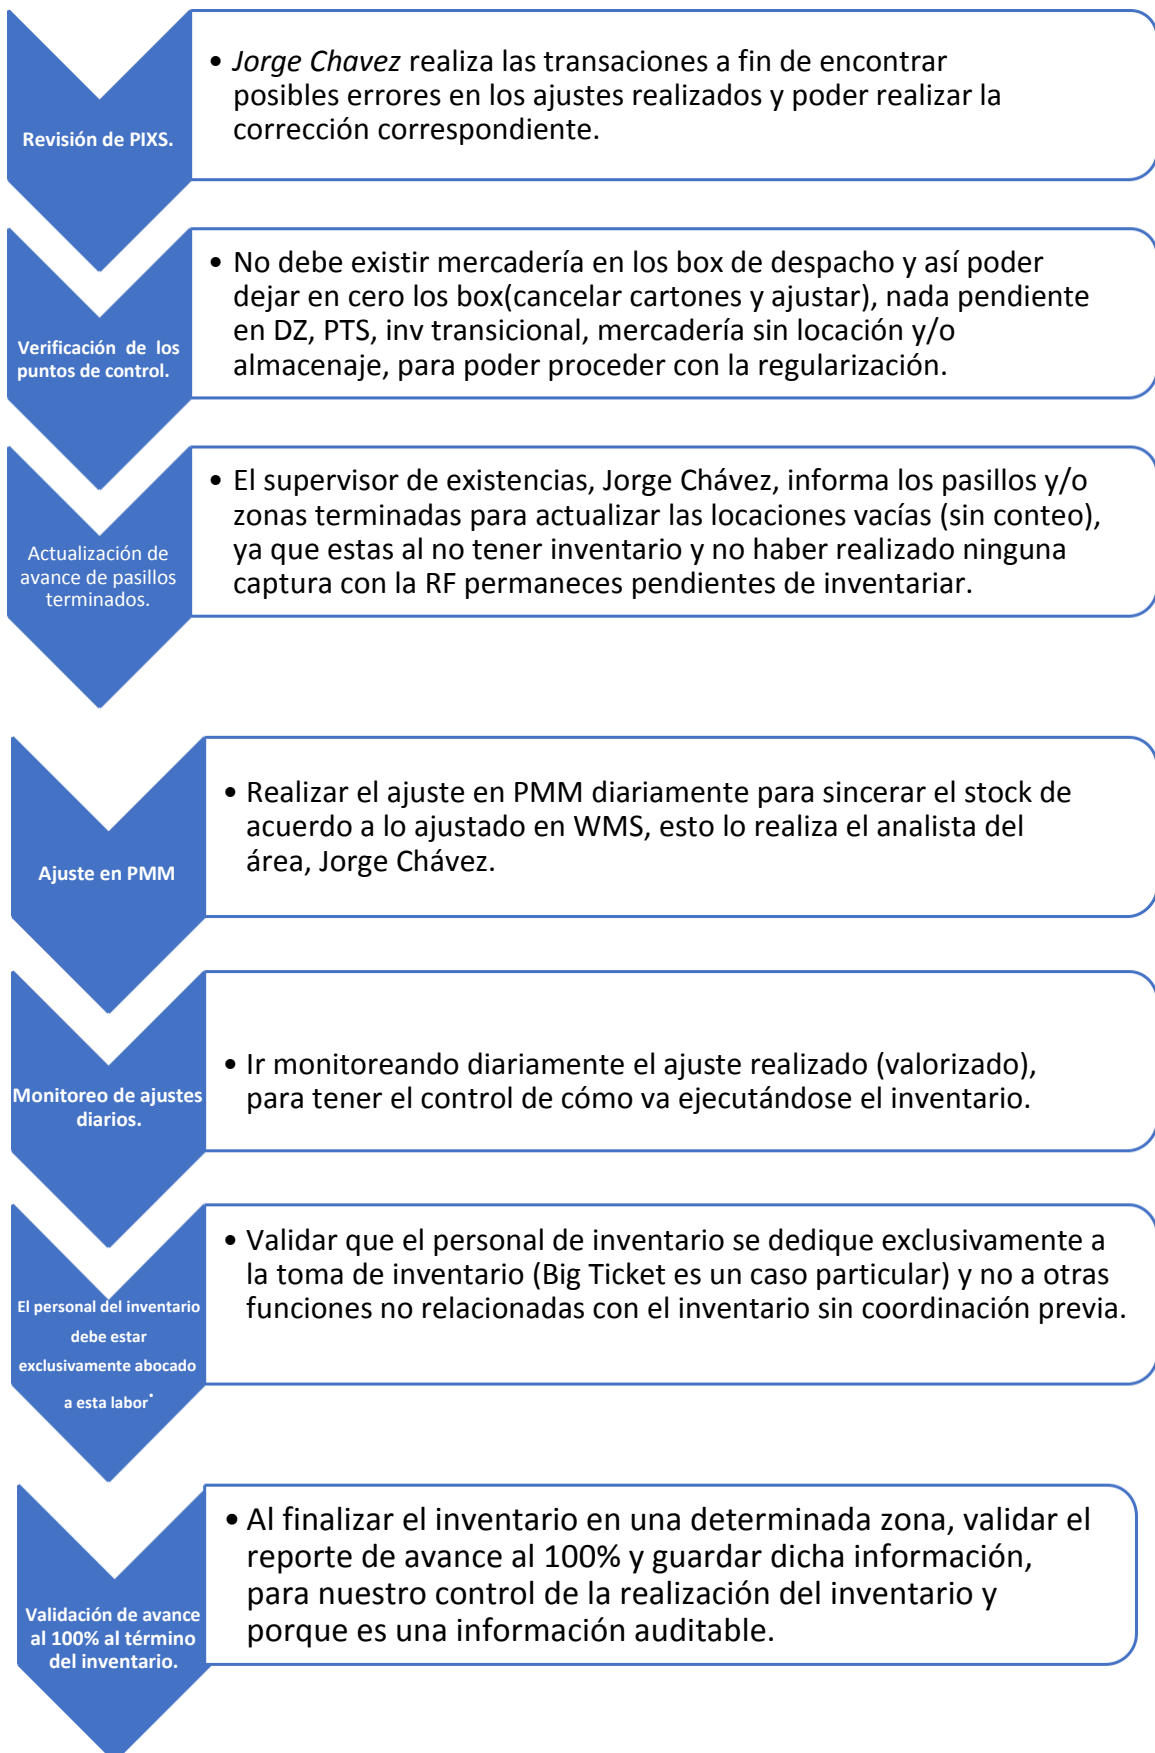 Revisión de PIXS.
• Jorge Chavez realiza las transaciones a fin de encontrar
posibles errores en los ajustes realizados y poder realizar la
corrección correspondiente.
Verificación de los
puntos de control.
• No debe existir mercadería en los box de despacho y así poder
dejar en cero los box(cancelar cartones y ajustar), nada pendiente
en DZ, PTS, inv transicional, mercadería sin locación y/o
almacenaje, para poder proceder con la regularización.
Actualización de
avance de pasillos
terminados.
• El supervisor de existencias, Jorge Chávez, informa los pasillos y/o
zonas terminadas para actualizar las locaciones vacías (sin conteo),
ya que estas al no tener inventario y no haber realizado ninguna
captura con la RF permaneces pendientes de inventariar.
Ajuste en PMM
• Realizar el ajuste en PMM diariamente para sincerar el stock de
acuerdo a lo ajustado en WMS, esto lo realiza el analista del
área, Jorge Chávez.
Monitoreo de ajustes
diarios.
• Ir monitoreando diariamente el ajuste realizado (valorizado),
para tener el control de cómo va ejecutándose el inventario.
El personal del inventario
debe estar
exclusivamente abocado
a esta labor.
• Validar que el personal de inventario se dedique exclusivamente a
la toma de inventario (Big Ticket es un caso particular) y no a otras
funciones no relacionadas con el inventario sin coordinación previa.
Validación de avance
al 100% al término
del inventario.
• Al finalizar el inventario en una determinada zona, validar el
reporte de avance al 100% y guardar dicha información,
para nuestro control de la realización del inventario y
porque es una información auditable.